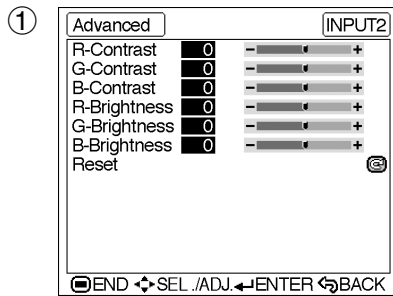 ①
Advanced INPUT2
R-Contrast 0 - +
G-Contrast 0 - +
B-Contrast 0 - +
R-Brightness 0 - +
G-Brightness 0 - +
B-Brightness 0 - +
Reset
END SEL./ADJ. ENTER BACK